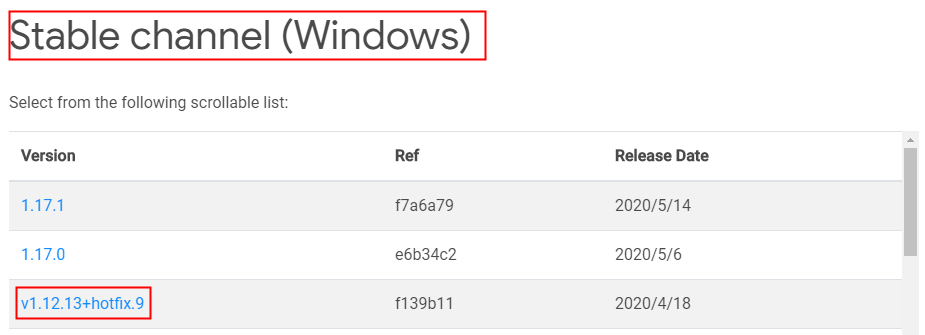 Stable channel (Windows)
Select from the following scrollable list:
Version Ref Release Date
1.17.1 f7a6a79 2020/5/14
1.17.0 e6b34c2 2020/5/6
v1.12.13+hotfix.9 f139b11 2020/4/18